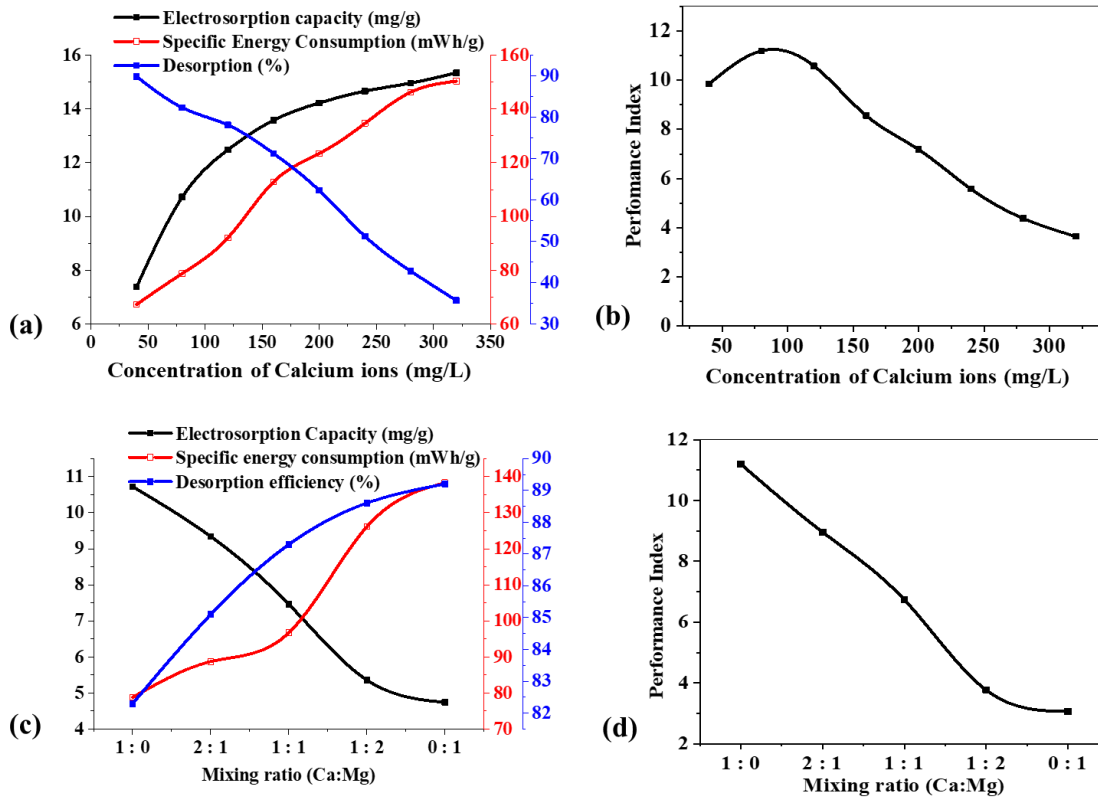 Electrosorption capacity (mg/g)
Specific Energy Consumption (mWh/g)
Desorption (%)
16
14
12
10
8
6
160
140
120
100
80
60
90
80
70
60
50
40
30
0 50 100 150 200 250 300 350
Concentration of Calcium ions (mg/L)
(a)
12
10
8
6
4
2
0
Perfomance Index
50 100 150 200 250 300
Concentration of Calcium ions (mg/L)
(b)
Electrosorption Capacity (mg/g)
Specific energy consumption (mWh/g)
Desorption efficiency (%)
11
10
9
8
7
6
5
4
140
130
120
110
100
90
80
70
90
89
88
87
86
85
84
83
82
1 : 0 2 : 1 1 : 1 1 : 2 0 : 1
Mixing ratio (Ca:Mg)
(c)
12
10
8
6
4
2
Performance Index
1 : 0 2 : 1 1 : 1 1 : 2 0 : 1
Mixing ratio (Ca:Mg)
(d)